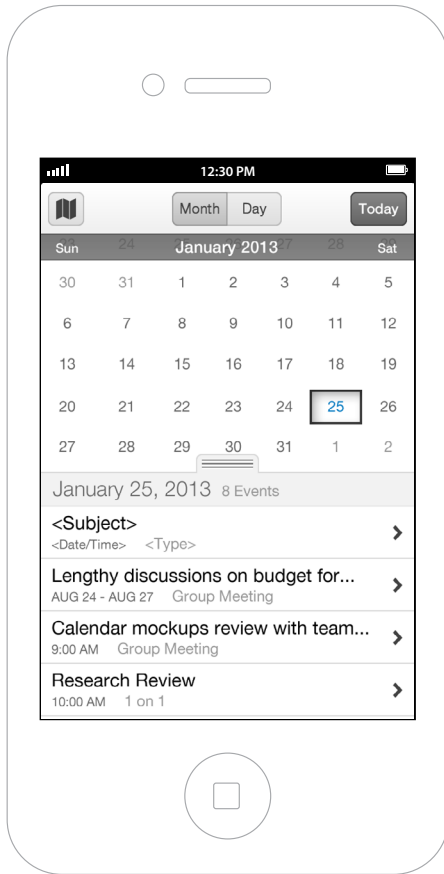 12:30 PM
Month Day Today
Sun January 2013 Sat
23 24 27 28
30 31 1 2 3 4 5
6 7 8 9 10 11 12
13 14 15 16 17 18 19
20 21 22 23 24 25 26
27 28 29 30 31 1 2
January 25, 2013 8 Events
<Subject>
<Date/Time> <Type>
Lengthy discussions on budget for...
AUG 24 - AUG 27 Group Meeting
Calendar mockups review with team...
9:00 AM Group Meeting
Research Review
10:00 AM 1 on 1